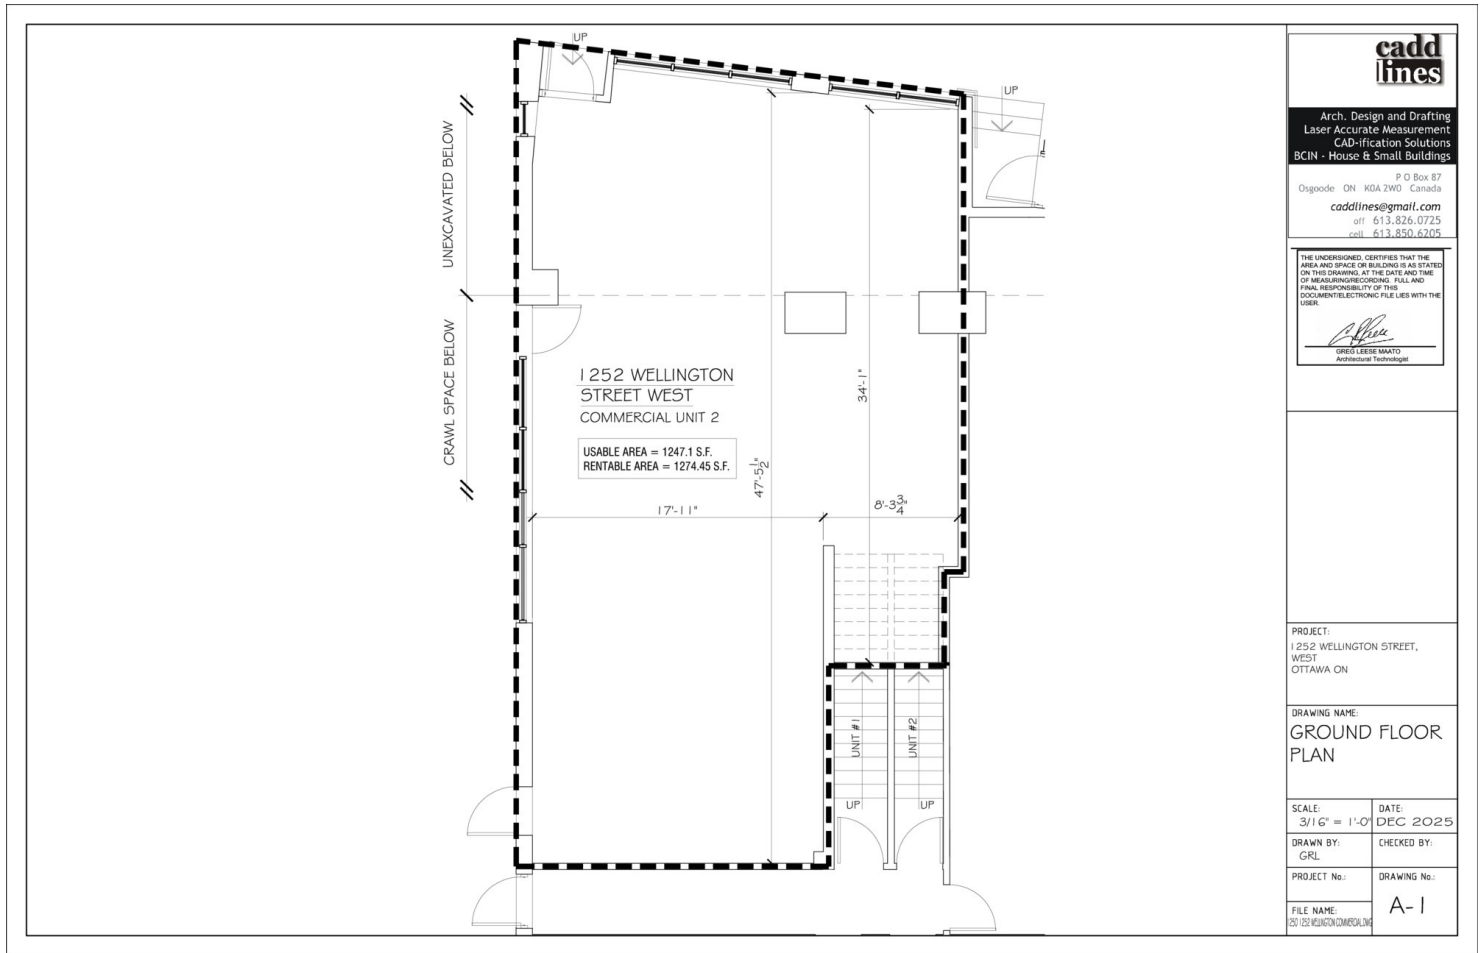 UP
UP
UNEXCAVATED BELOW
CRAWL SPACE BELOW
1252 WELLINGTON
STREET WEST
COMMERCIAL UNIT 2
USABLE AREA = 1247.1 S.F.
RENTABLE AREA = 1274.45 S.F.
34'-1"
47'-5 1/2"
17'-11"
8'-3 3/4"
UNIT #1
UNIT #2
UP
UP
cadd
lines
Arch. Design and Drafting
Laser Accurate Measurement
CAD-ification Solutions
BCIN - House & Small Buildings
P O Box 87
Osgoode ON K0A 2W0 Canada
caddlines@gmail.com
off 613.826.0725
cell 613.850.6205
THE UNDERSIGNED, CERTIFIES THAT THE
AREA AND SPACE OR BUILDING IS AS STATED
ON THIS DRAWING, AT THE DATE AND TIME
OF MEASURING/RECORDING. FULL AND
FINAL RESPONSIBILITY OF THIS
DOCUMENT/ELECTRONIC FILE LIES WITH THE
USER.
GREG LEESE MAATO
Architectural Technologist
PROJECT:
1252 WELLINGTON STREET,
WEST
OTTAWA ON
DRAWING NAME:
GROUND FLOOR
PLAN
SCALE:
3/16" = 1'-0"
DATE:
DEC 2025
DRAWN BY:
GRL
CHECKED BY:
PROJECT No.:
DRAWING No.:
A-1
FILE NAME:
1250 1252 WELLINGTON COMMERCIAL.DWG